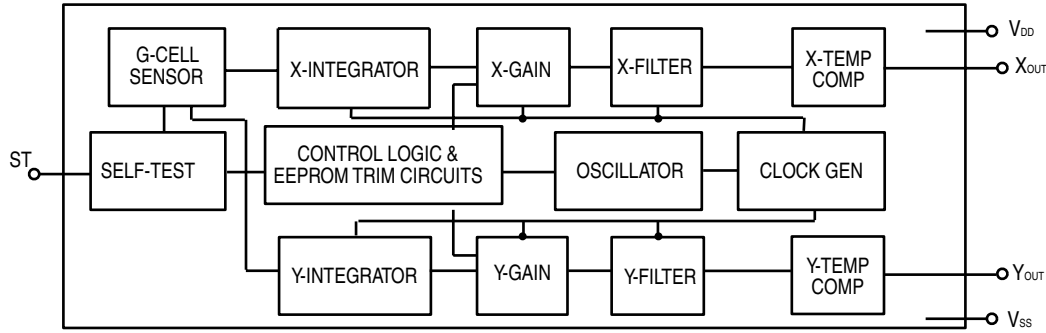 G-CELL
SENSOR
X-INTEGRATOR
X-GAIN
X-FILTER
X-TEMP
COMP
VDD
XOUT
ST
SELF-TEST
CONTROL LOGIC &
EEPROM TRIM CIRCUITS
OSCILLATOR
CLOCK GEN
Y-INTEGRATOR
Y-GAIN
Y-FILTER
Y-TEMP
COMP
YOUT
VSS